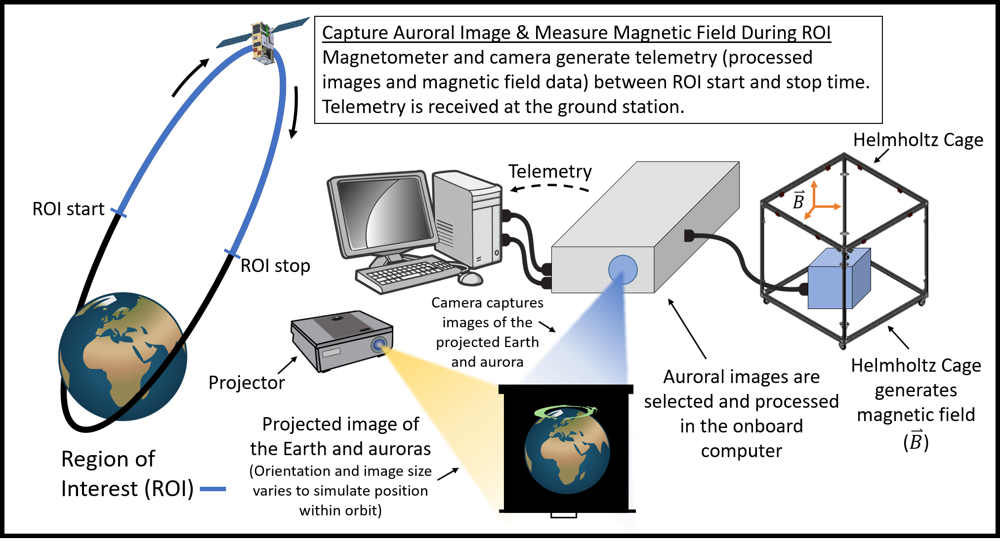 Capture Auroral Image & Measure Magnetic Field During ROI
Magnetometer and camera generate telemetry (processed
images and magnetic field data) between ROI start and stop time.
Telemetry is received at the ground station.
Helmholtz Cage
Telemetry
B
ROI start
ROI stop
Camera captures
images of the
projected Earth
and aurora
Projector
Auroral images are
selected and processed
in the onboard
computer
Helmholtz Cage
generates
magnetic field
(B)
Projected image of
the Earth and auroras
(Orientation and image size
varies to simulate position
within orbit)
Region of
Interest (ROI)